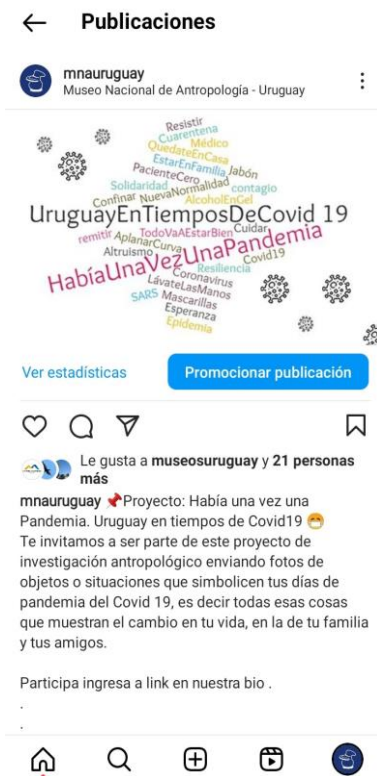 Publicaciones
mnauruguay
Museo Nacional de Antropología - Uruguay
Resistir
Cuarentena
Médico
QuedateEnCasa
EstarEnFamilia
Jabón
PacienteCero
Solidaridad
NuevaNormalidad
contagio
Confinar
AlcoholEnGel
UruguayEnTiemposDeCovid 19
remitir
TodoVaAEstarBien
Cuidar
AplanarCurva
Altruismo
HabíaUnaVezUnaPandemia
Covid19
Resiliencia
Coronavirus
LávateLasManos
SARS
Mascarillas
Esperanza
Epidemia
Ver estadísticas
Promocionar publicación
Le gusta a museosuruguay y 21 personas
más
mnauruguay 📌Proyecto: Había una vez una
Pandemia. Uruguay en tiempos de Covid19 😷
Te invitamos a ser parte de este proyecto de
investigación antropológico enviando fotos de
objetos o situaciones que simbolicen tus días de
pandemia del Covid 19, es decir todas esas cosas
que muestran el cambio en tu vida, en la de tu familia
y tus amigos.
Participa ingresa a link en nuestra bio .
.
.